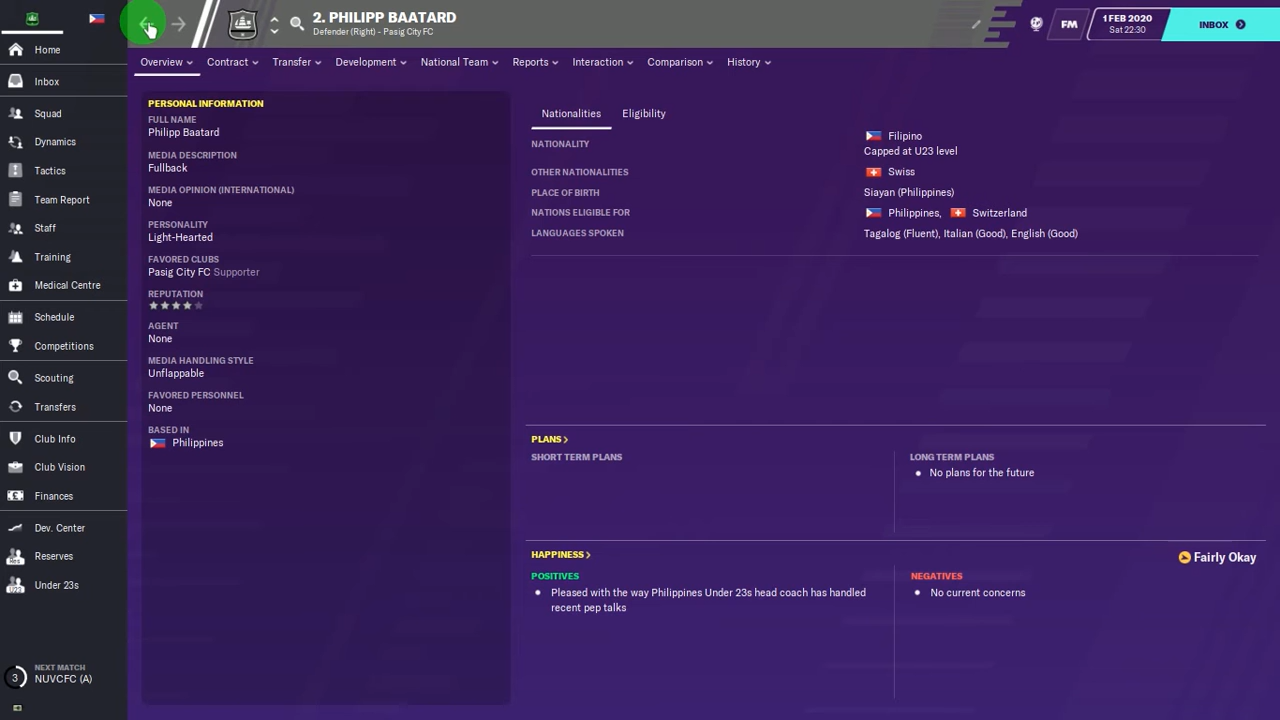 2. PHILIPP BAATARD
Defender (Right) - Pasig City FC
FM
1 FEB 2020
Sat 22:30
INBOX
Home
Inbox
Squad
Dynamics
Tactics
Team Report
Staff
Training
Medical Centre
Schedule
Competitions
Scouting
Transfers
Club Info
Club Vision
Finances
Dev. Center
Reserves
Under 23s
3
NEXT MATCH
NUVCFC (A)
Overview
Contract
Transfer
Development
National Team
Reports
Interaction
Comparison
History
PERSONAL INFORMATION
FULL NAME
Philipp Baatard
MEDIA DESCRIPTION
Fullback
MEDIA OPINION (INTERNATIONAL)
None
PERSONALITY
Light-Hearted
FAVORED CLUBS
Pasig City FC Supporter
REPUTATION
AGENT
None
MEDIA HANDLING STYLE
Unflappable
FAVORED PERSONNEL
None
BASED IN
Philippines
Nationalities
Eligibility
NATIONALITY
Filipino
Capped at U23 level
OTHER NATIONALITIES
Swiss
PLACE OF BIRTH
Siayan (Philippines)
NATIONS ELIGIBLE FOR
Philippines, Switzerland
LANGUAGES SPOKEN
Tagalog (Fluent), Italian (Good), English (Good)
PLANS
SHORT TERM PLANS
LONG TERM PLANS
No plans for the future
HAPPINESS
Fairly Okay
POSITIVES
Pleased with the way Philippines Under 23s head coach has handled
recent pep talks
NEGATIVES
No current concerns